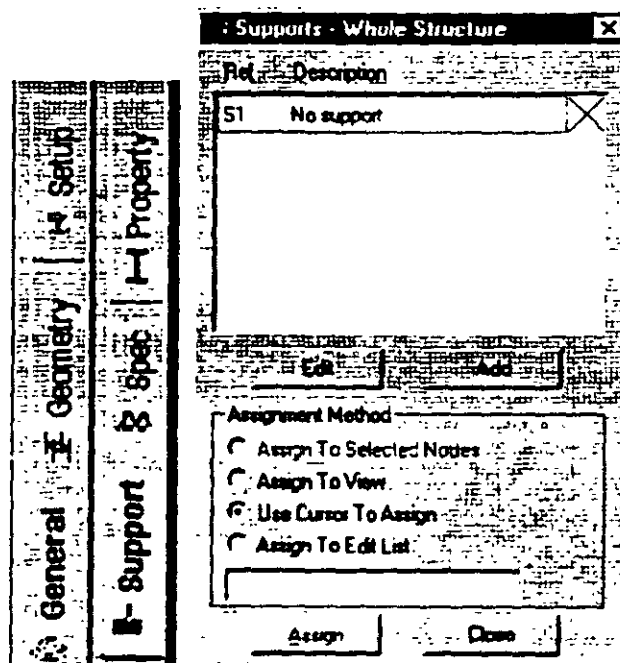 : Supports - Whole Structure
Ref Description
S1 No support
Edit Add
Assignment Method
Assign To Selected Nodes
Assign To View
Use Cursor To Assign
Assign To Edit List
Assign Close
General Geometry Setup
Support Spec Property